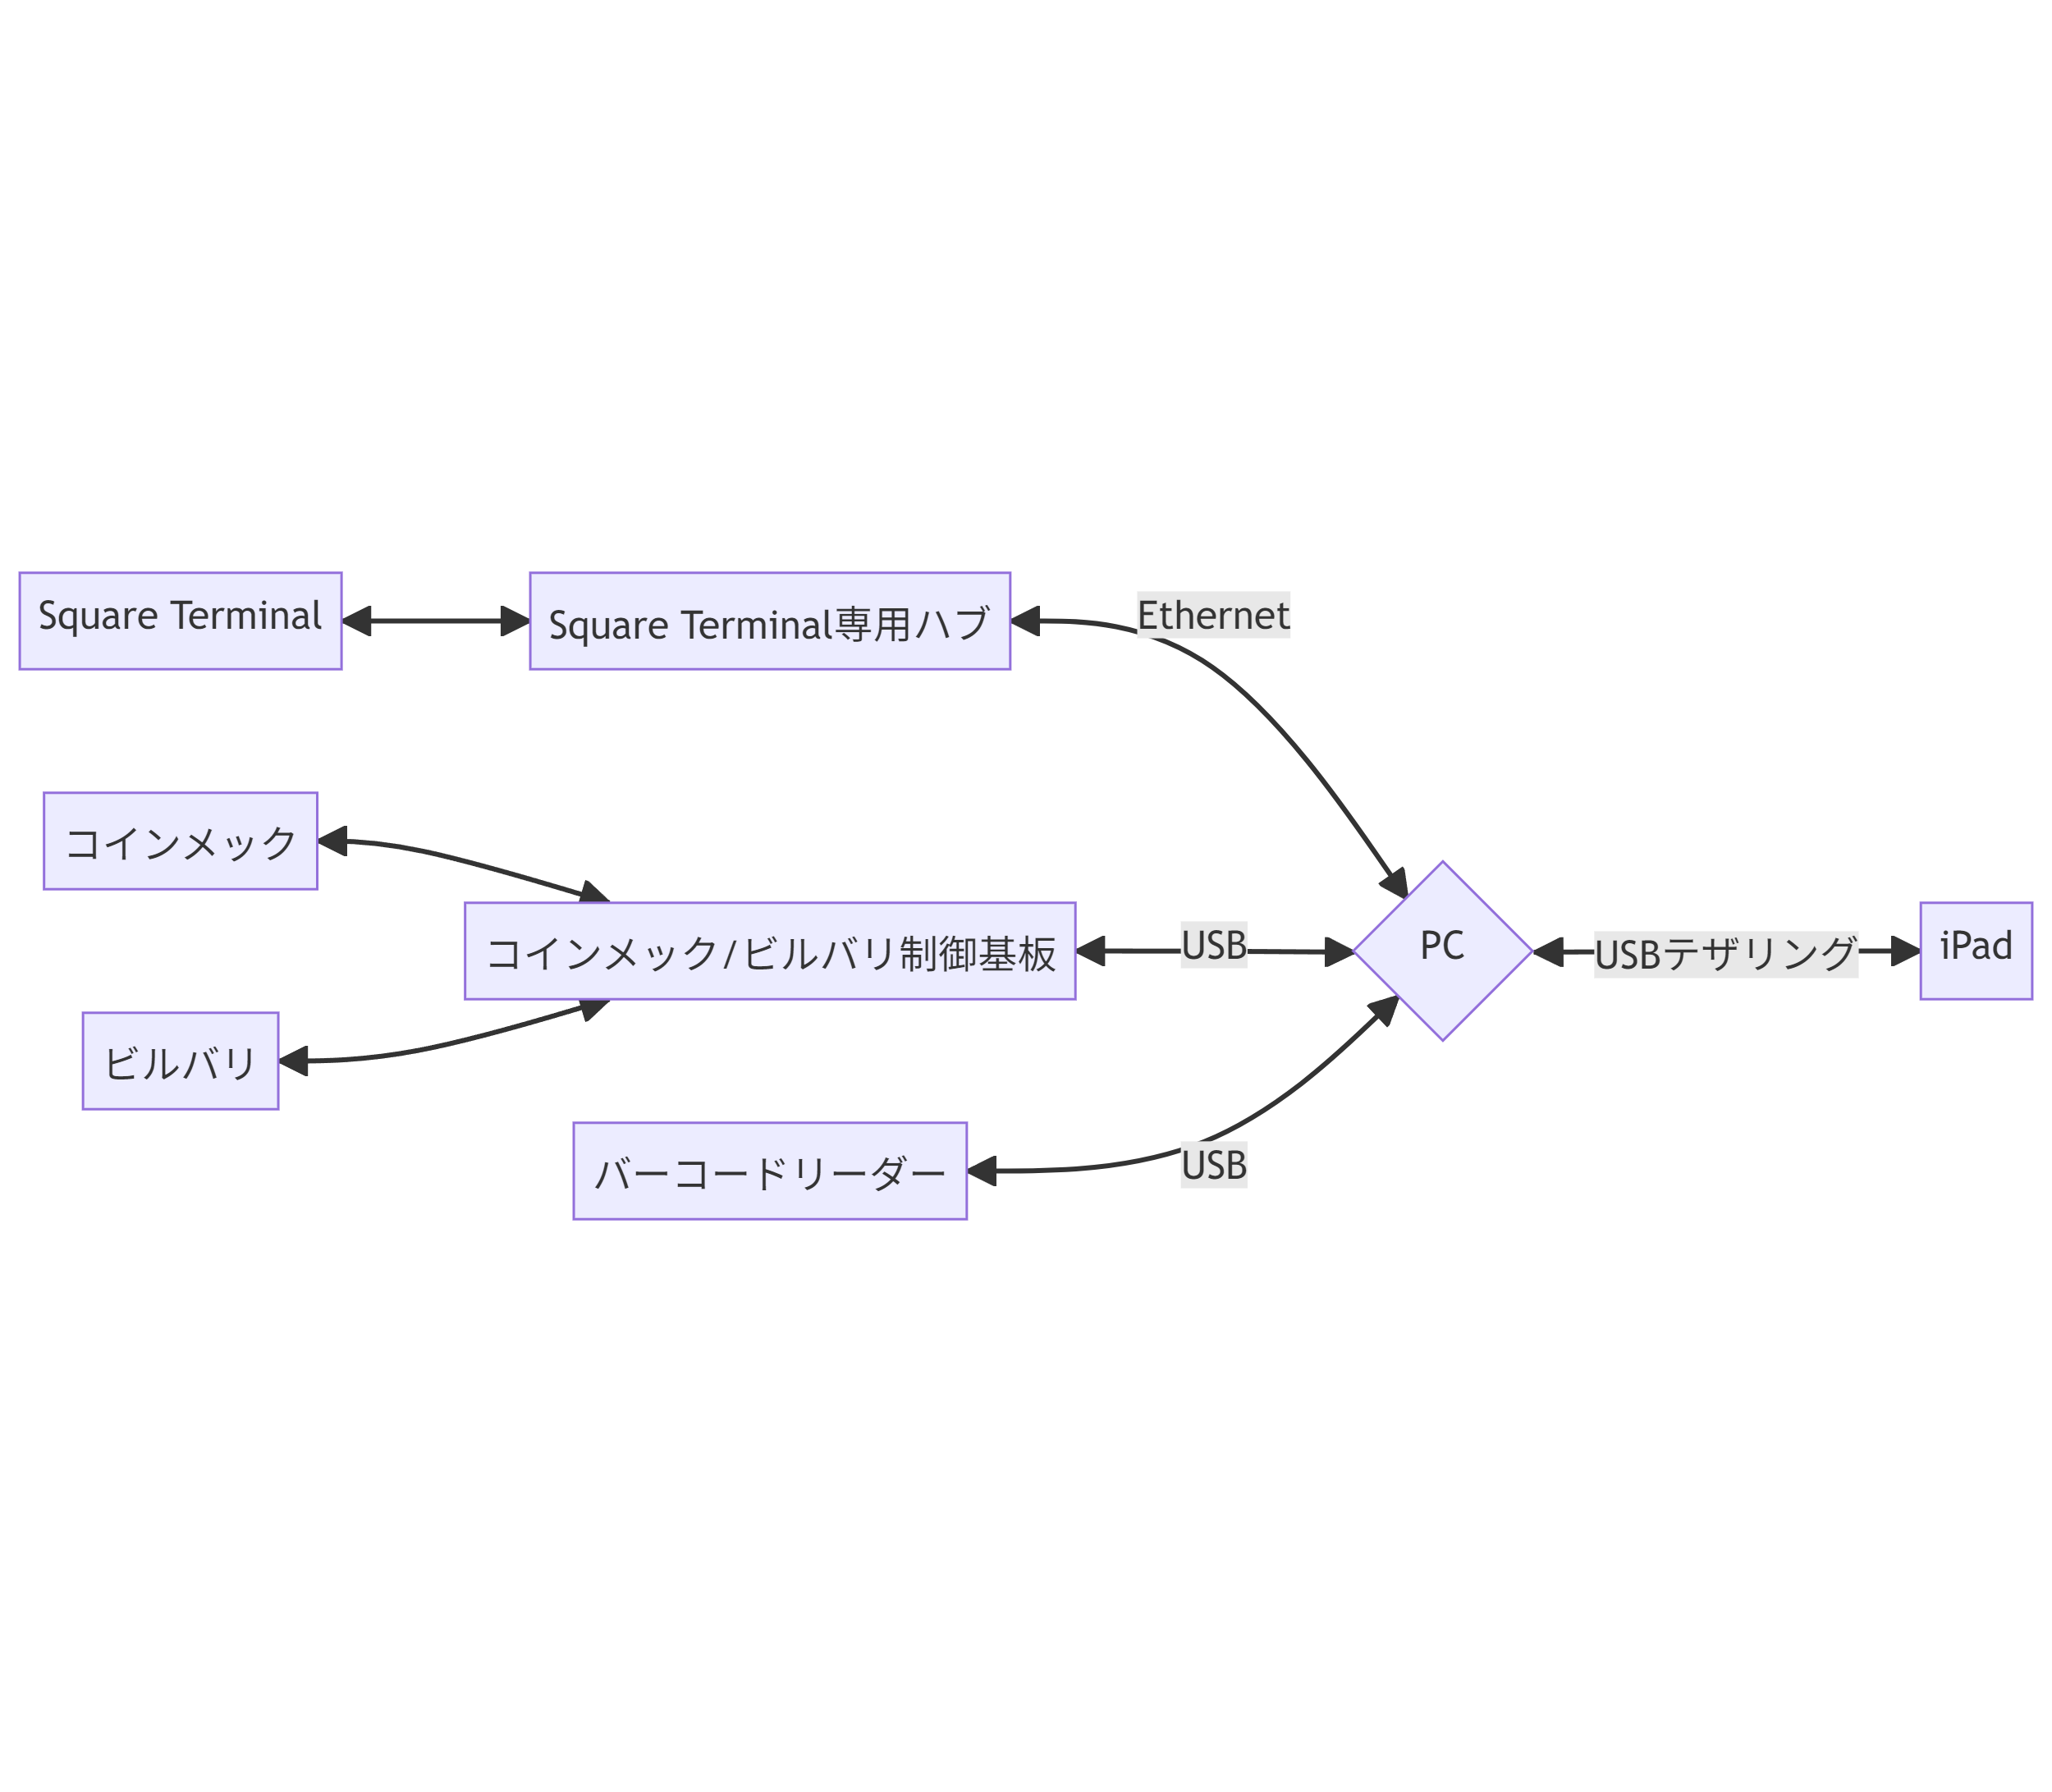 Square Terminal
Square Terminal専用ハブ
Ethernet
コインメック
コインメック/ビルバリ制御基板
USB
PC
USBテザリング
iPad
ビルバリ
バーコードリーダー
USB